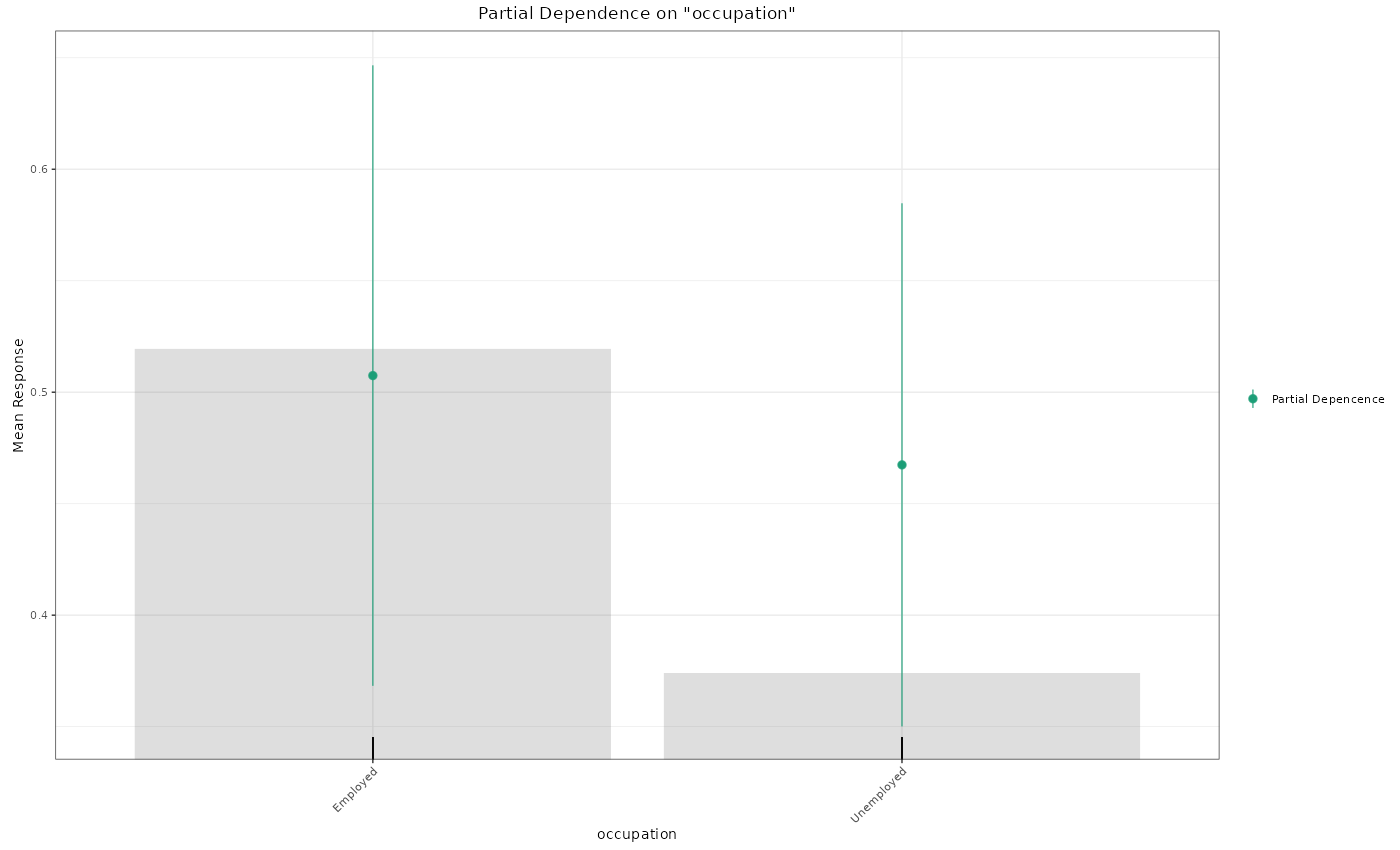 Partial Dependence on "occupation"
Mean Response
0.6
0.5
0.4
Employed
Unemployed
occupation
Partial Depencence